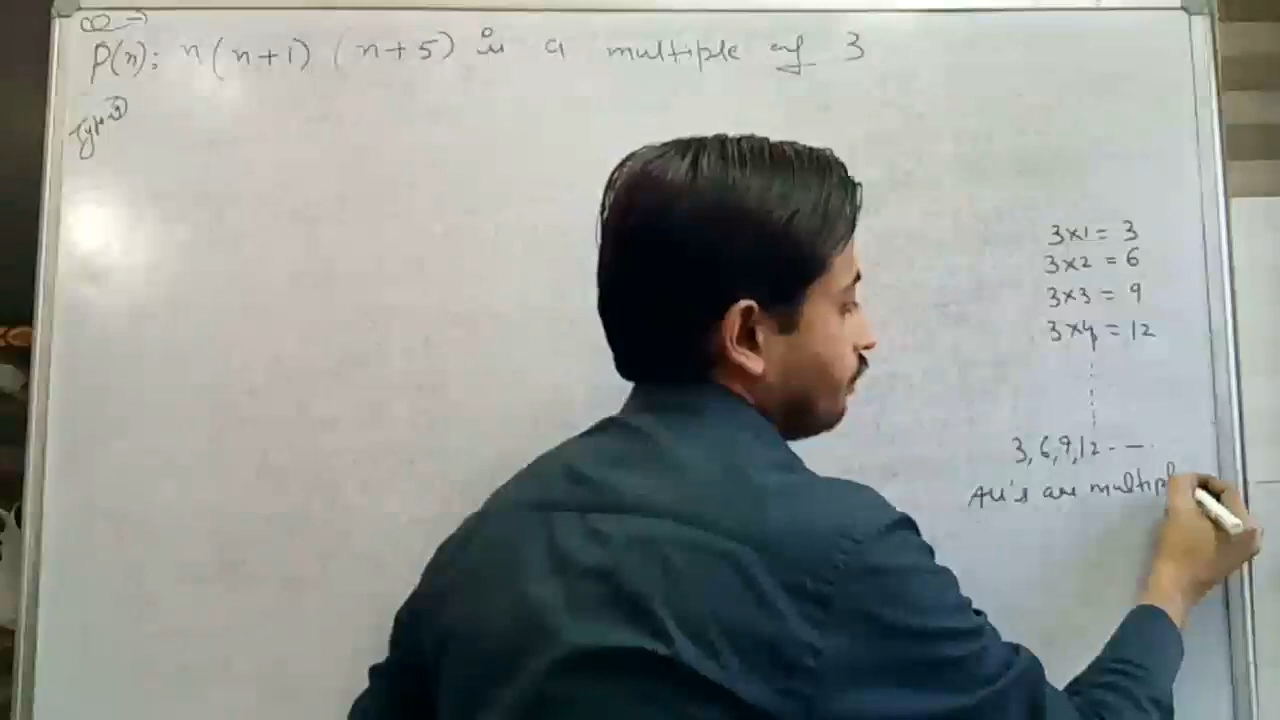 P(n): n(n+1) (n+5) is a multiple of 3
3×1 = 3
3×2 = 6
3×3 = 9
3×4 = 12
3,6,9,12 - —
All's are multipl